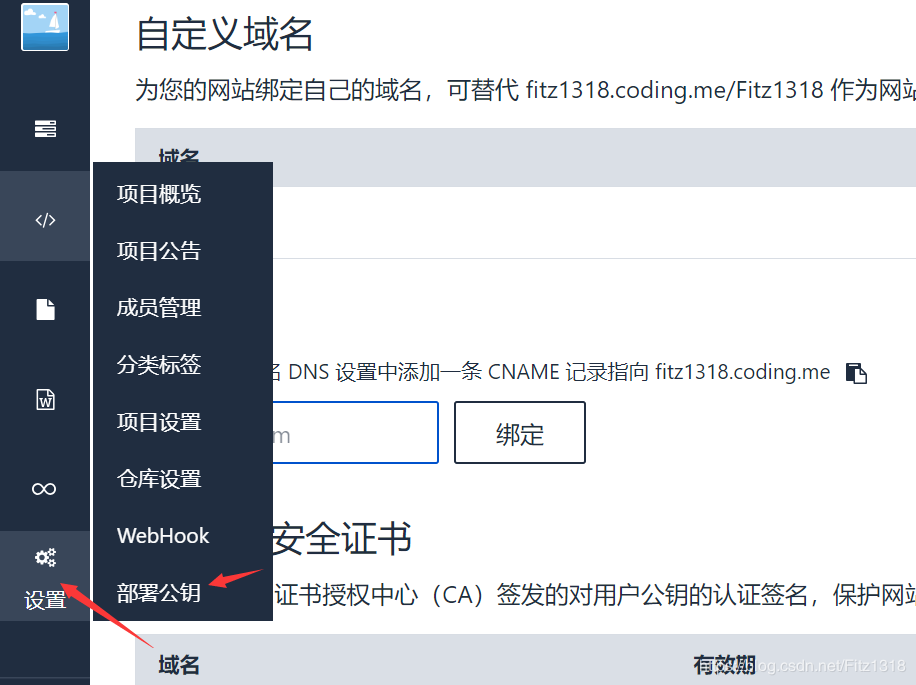 自定义域名
为您的网站绑定自己的域名，可替代 fitz1318.coding.me/Fitz1318 作为网站
域名
项目概览
项目公告
成员管理
分类标签
名 DNS 设置中添加一条 CNAME 记录指向 fitz1318.coding.me
项目设置
m
绑定
仓库设置
WebHook
安全证书
部署公钥
设置
证书授权中心（CA）签发的对用户公钥的认证签名，保护网站
域名
有效期
https://blog.csdn.net/Fitz1318